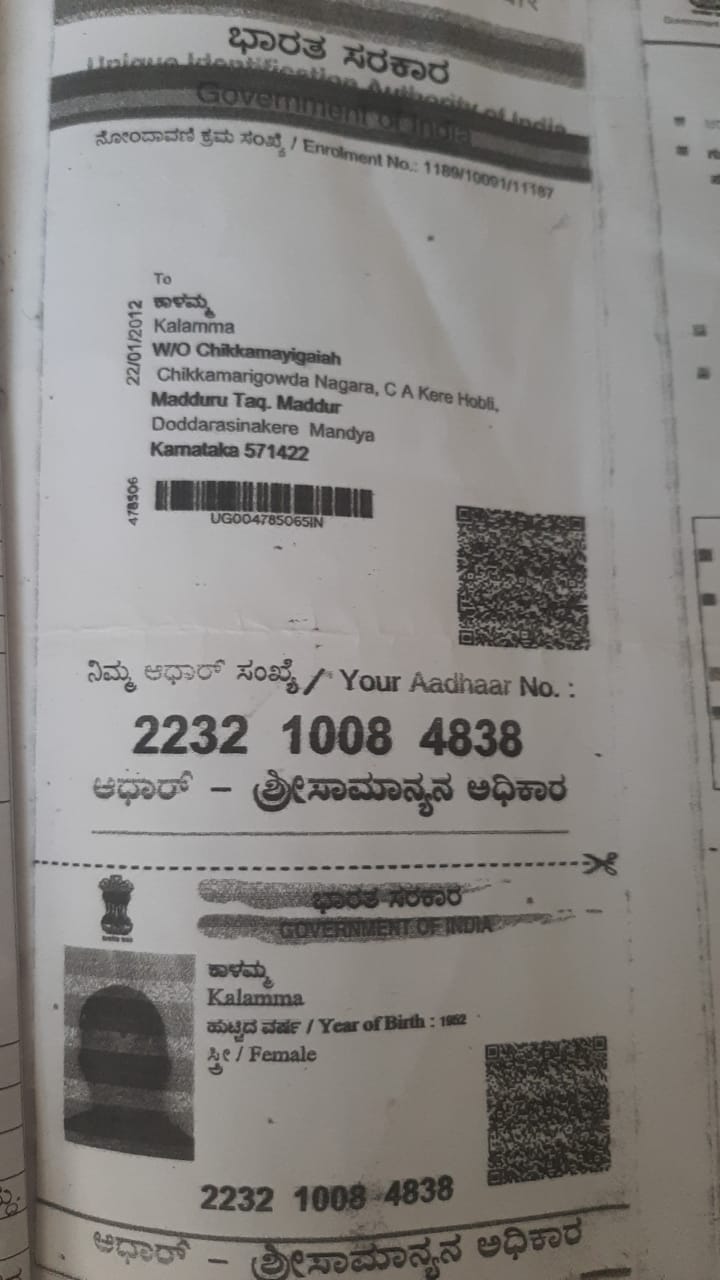 ಭಾರತ ಸರಕಾರ
Unique Identification Authority of India
Government of India
ನೋಂದಾವಣಿ ಕ್ರಮ ಸಂಖ್ಯೆ / Enrolment No.: 1189/10091/11187
To
ಕಾಳಮ್ಮ
Kalamma
W/O Chikkamayigaiah
Chikkamarigowda Nagara, C A Kere Hobli,
Madduru Taq. Maddur
Doddarasinakere Mandya
Karnataka 571422
22/01/2012
478506
UG004785065IN
ನಿಮ್ಮ ಆಧಾರ್ ಸಂಖ್ಯೆ / Your Aadhaar No. :
2232 1008 4838
ಆಧಾರ್ – ಶ್ರೀಸಾಮಾನ್ಯನ ಅಧಿಕಾರ
ಭಾರತ ಸರಕಾರ
GOVERNMENT OF INDIA
ಕಾಳಮ್ಮ
Kalamma
ಹುಟ್ಟಿದ ವರ್ಷ / Year of Birth : 1952
ಸ್ತ್ರೀ / Female
2232 1008 4838
ಆಧಾರ್ – ಶ್ರೀಸಾಮಾನ್ಯನ ಅಧಿಕಾರ